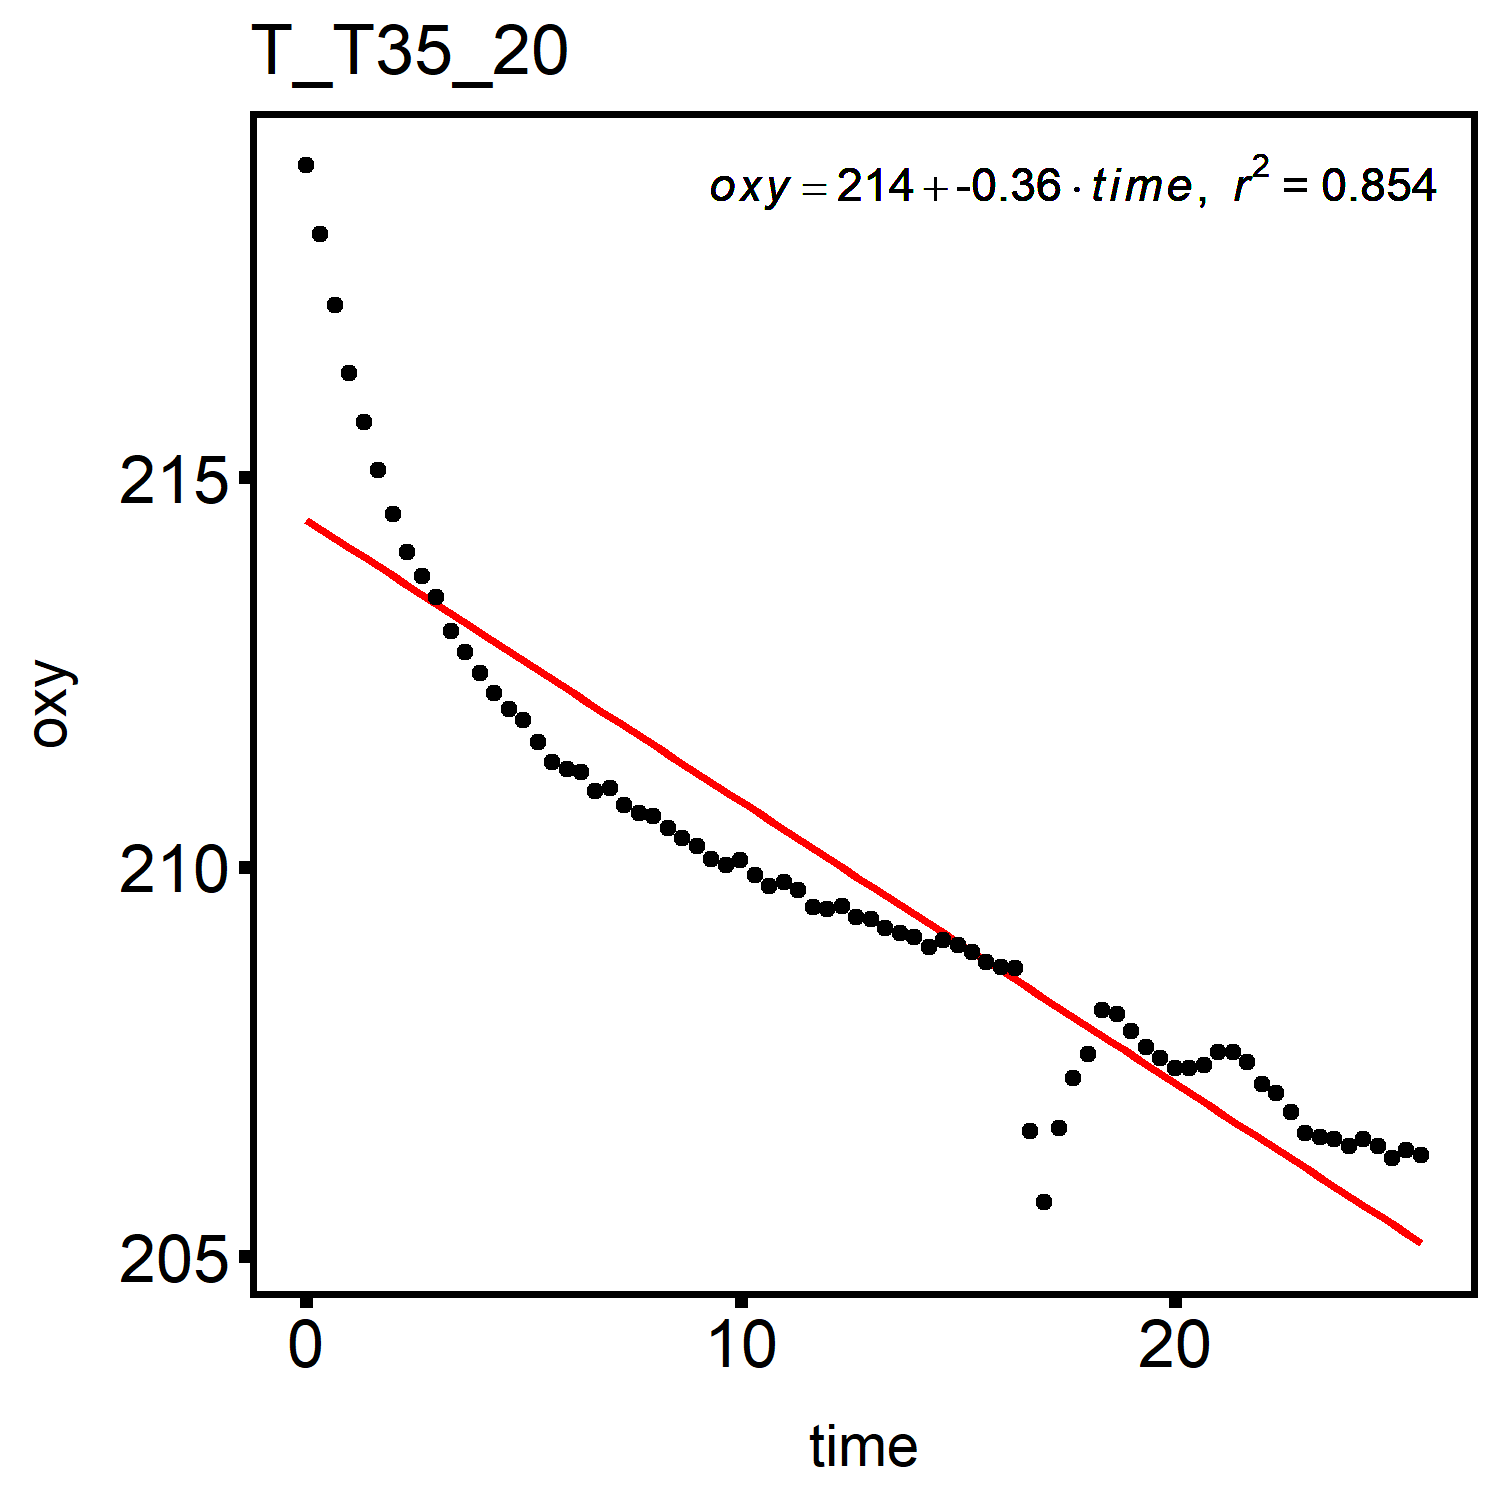 T_T35_20
oxy = 214 + -0.36 · time, r² = 0.854
215
210
205
oxy
0 10 20
time